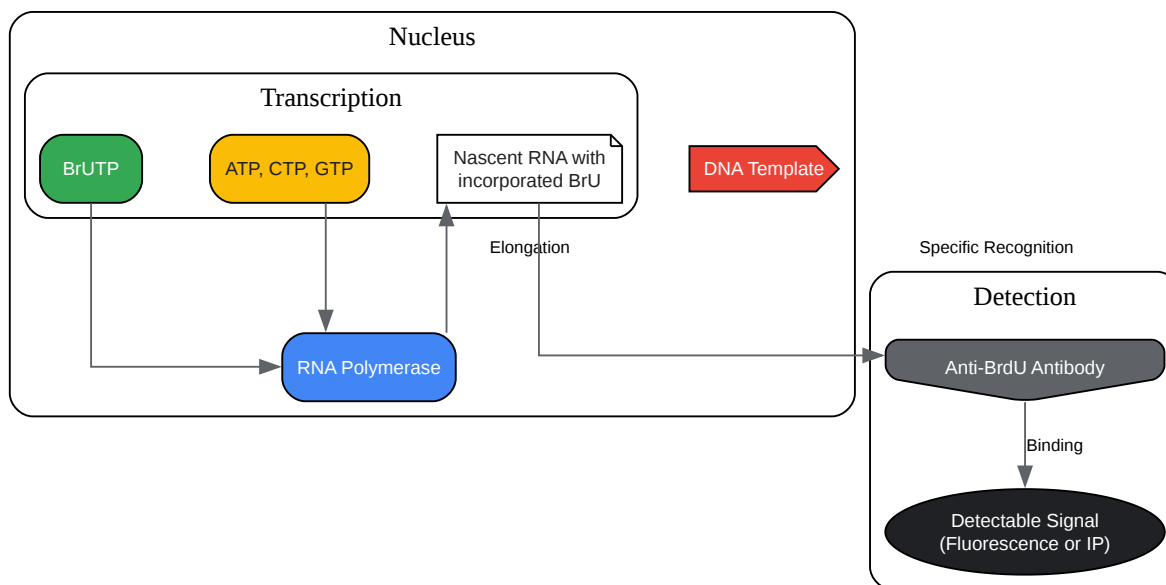 Nucleus
Transcription
BrUTP
ATP, CTP, GTP
Nascent RNA with
incorporated BrU
DNA Template
Elongation
Specific Recognition
Detection
RNA Polymerase
Anti-BrdU Antibody
Binding
Detectable Signal
(Fluorescence or IP)